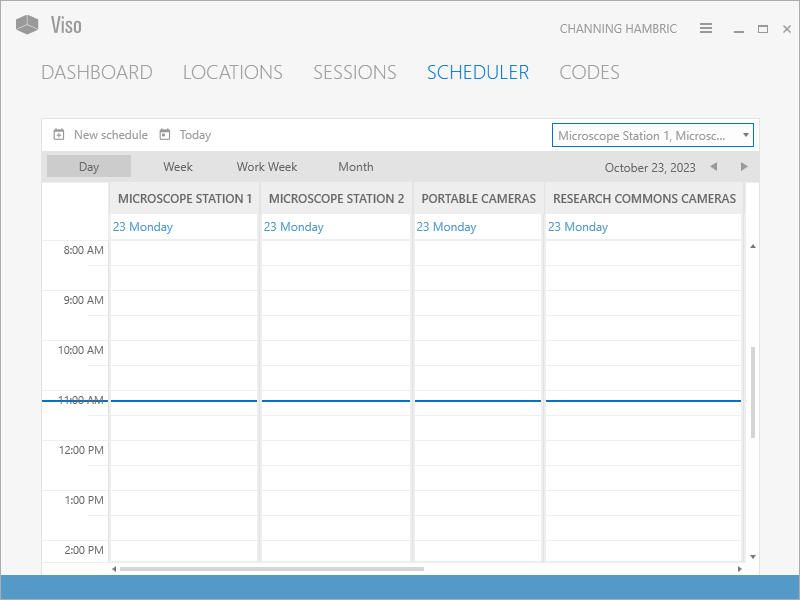 Viso
CHANNING HAMBRIC
DASHBOARD LOCATIONS SESSIONS SCHEDULER CODES
New schedule Today
Microscope Station 1, Microsc...
Day Week Work Week Month October 23, 2023
MICROSCOPE STATION 1 MICROSCOPE STATION 2 PORTABLE CAMERAS RESEARCH COMMONS CAMERAS
23 Monday 23 Monday 23 Monday 23 Monday
8:00 AM
9:00 AM
10:00 AM
11:00 AM
12:00 PM
1:00 PM
2:00 PM